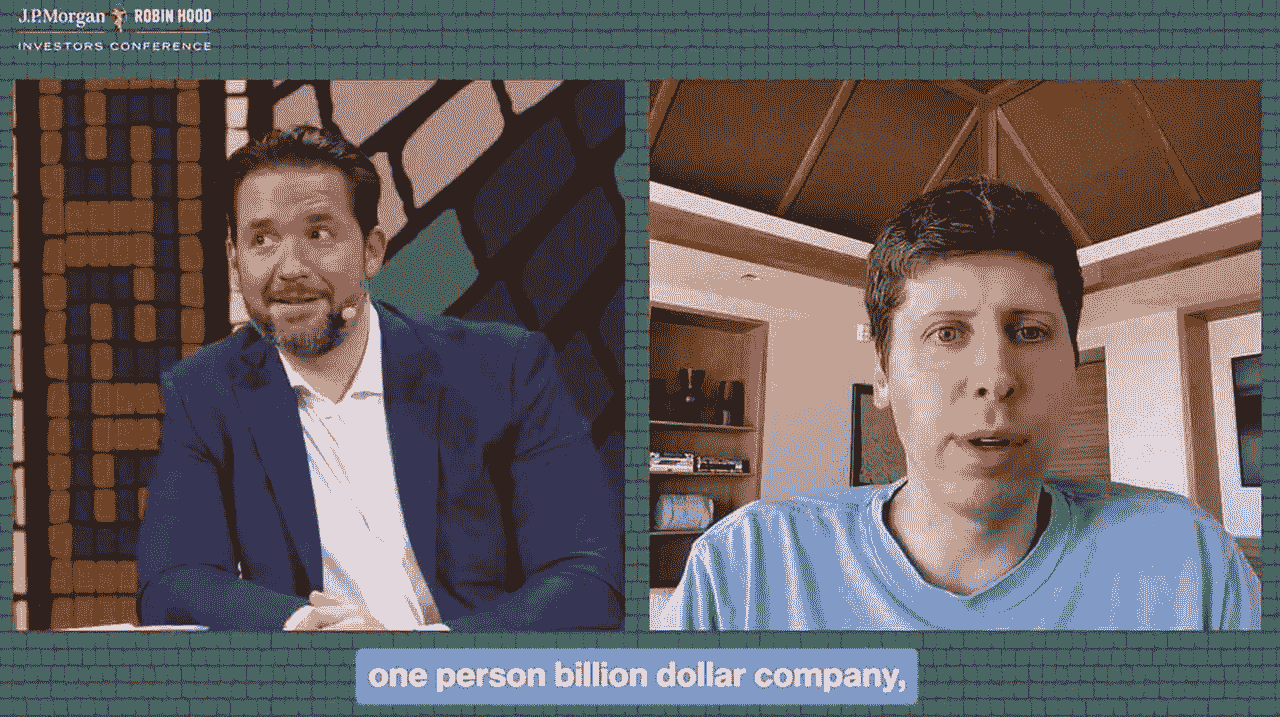 J.P.Morgan ROBIN HOOD
INVESTORS CONFERENCE
one person billion dollar company,